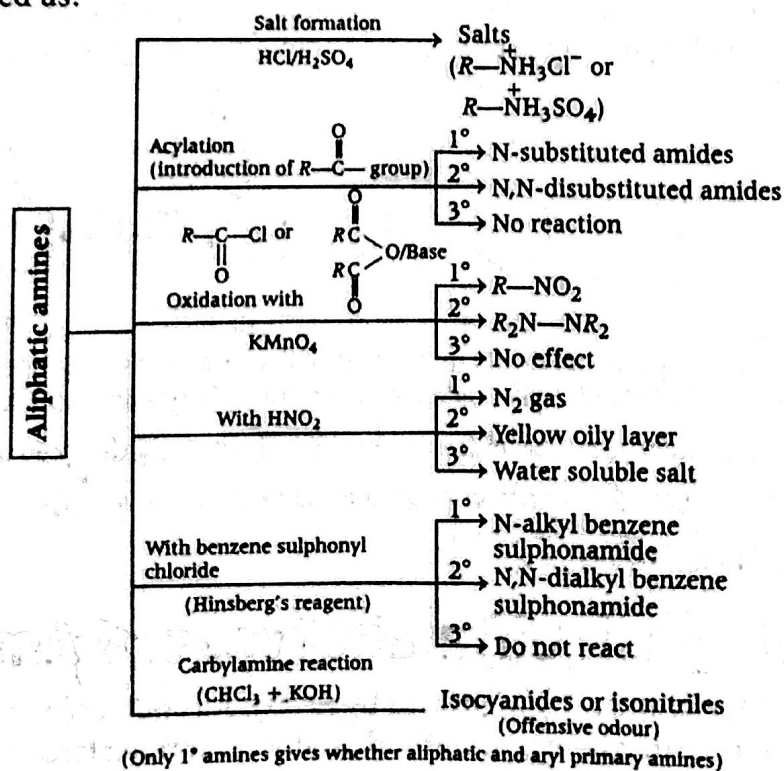 ed as:
Salt formation
HCl/H₂SO₄
Salts
(R—N⁺H₃Cl⁻ or
R—N⁺H₃SO₄)
Acylation
(introduction of R—C— group)
O
1° N-substituted amides
2° N,N-disubstituted amides
3° No reaction
R—C—Cl or
O
O
RC
O/Base
RC
O
Oxidation with
KMnO₄
1° R—NO₂
2° R₂N—NR₂
3° No effect
Aliphatic amines
With HNO₂
1° N₂ gas
2° Yellow oily layer
3° Water soluble salt
With benzene sulphonyl
chloride
(Hinsberg's reagent)
1° N-alkyl benzene
sulphonamide
2° N,N-dialkyl benzene
sulphonamide
3° Do not react
Carbylamine reaction
(CHCl₃ + KOH)
Isocyanides or isonitriles
(Offensive odour)
(Only 1° amines gives whether aliphatic and aryl primary amines)